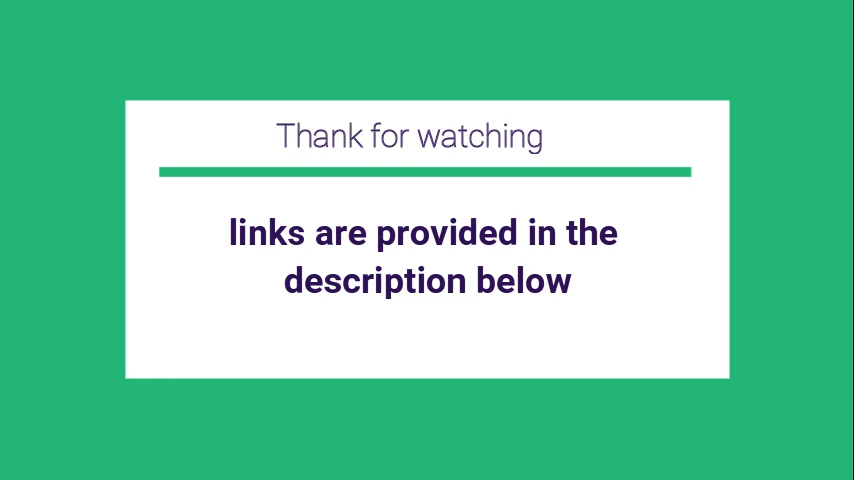 Thank for watching
links are provided in the
description below